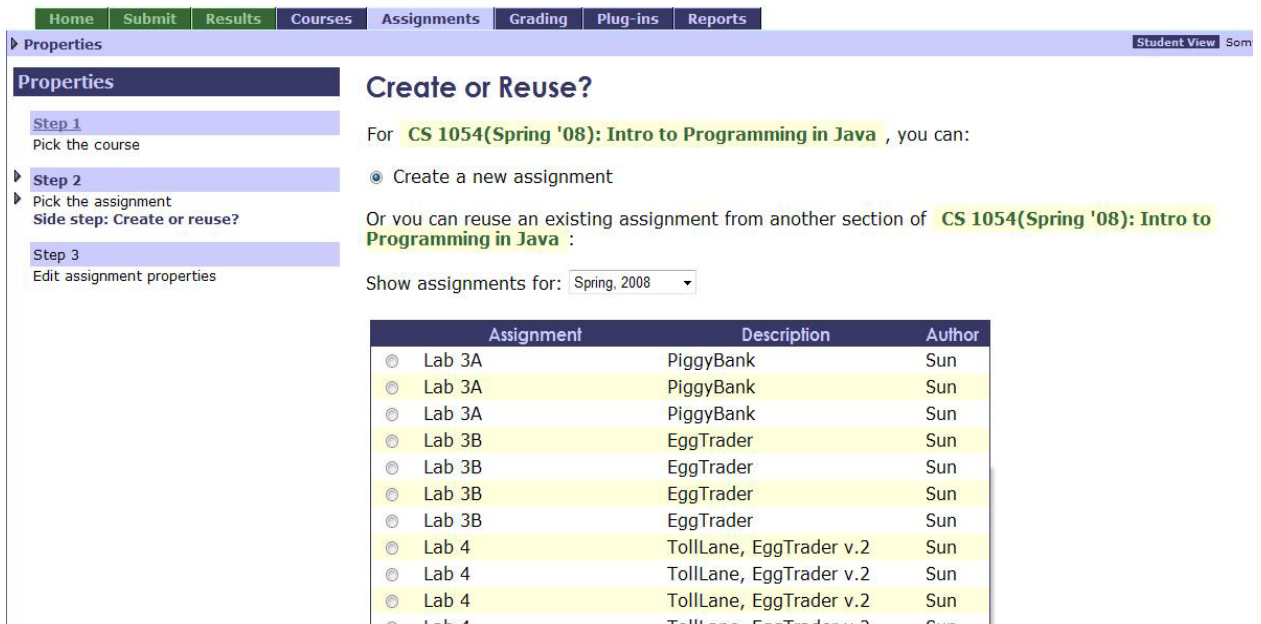 Home Submit Results Courses Assignments Grading Plug-ins Reports
Properties Student View
Properties
Step 1
Pick the course
Step 2
Pick the assignment
Side step: Create or reuse?
Step 3
Edit assignment properties
Create or Reuse?
For CS 1054(Spring '08): Intro to Programming in Java , you can:
Create a new assignment
Or you can reuse an existing assignment from another section of CS 1054(Spring '08): Intro to
Programming in Java :
Show assignments for: Spring, 2008
Assignment Description Author
Lab 3A PiggyBank Sun
Lab 3A PiggyBank Sun
Lab 3A PiggyBank Sun
Lab 3B EggTrader Sun
Lab 3B EggTrader Sun
Lab 3B EggTrader Sun
Lab 3B EggTrader Sun
Lab 4 TollLane, EggTrader v.2 Sun
Lab 4 TollLane, EggTrader v.2 Sun
Lab 4 TollLane, EggTrader v.2 Sun